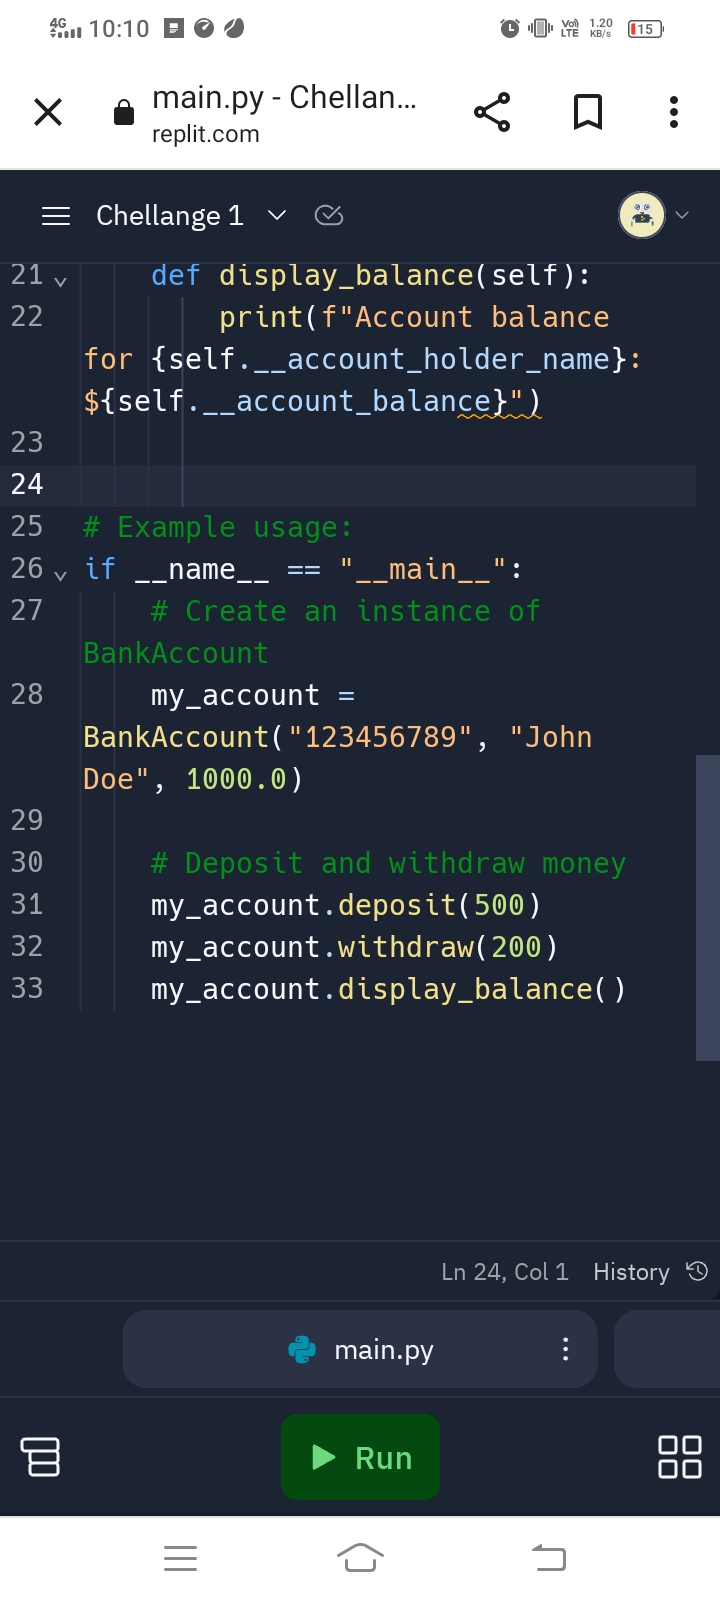 4G 10:10 VoI) LTE 1.20 KB/s 15
main.py - Chellan...
replit.com
Chellange 1
21 def display_balance(self):
22 print(f"Account balance
for {self.__account_holder_name}:
${self.__account_balance}")
23
24
25 # Example usage:
26 if __name__ == "__main__":
27 # Create an instance of
BankAccount
28 my_account =
BankAccount("123456789", "John
Doe", 1000.0)
29
30 # Deposit and withdraw money
31 my_account.deposit(500)
32 my_account.withdraw(200)
33 my_account.display_balance()
Ln 24, Col 1 History
main.py
Run